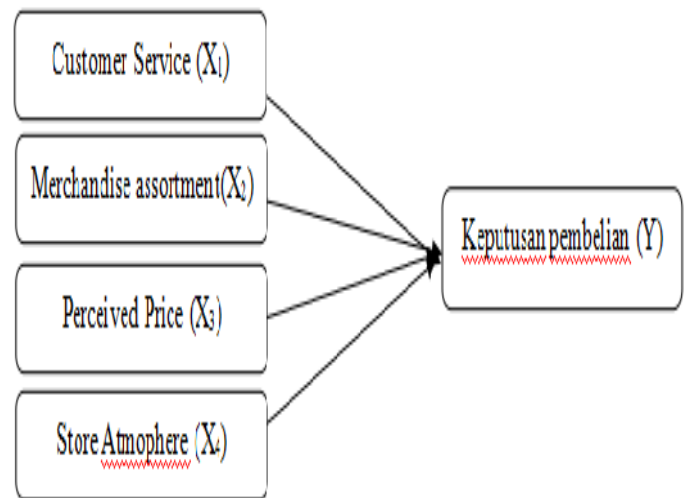 Customer Service (X₁)
Merchandise assortment(X₂)
Perceived Price (X₃)
Store Atmophere (X₄)
Keputusan pembelian (Y)